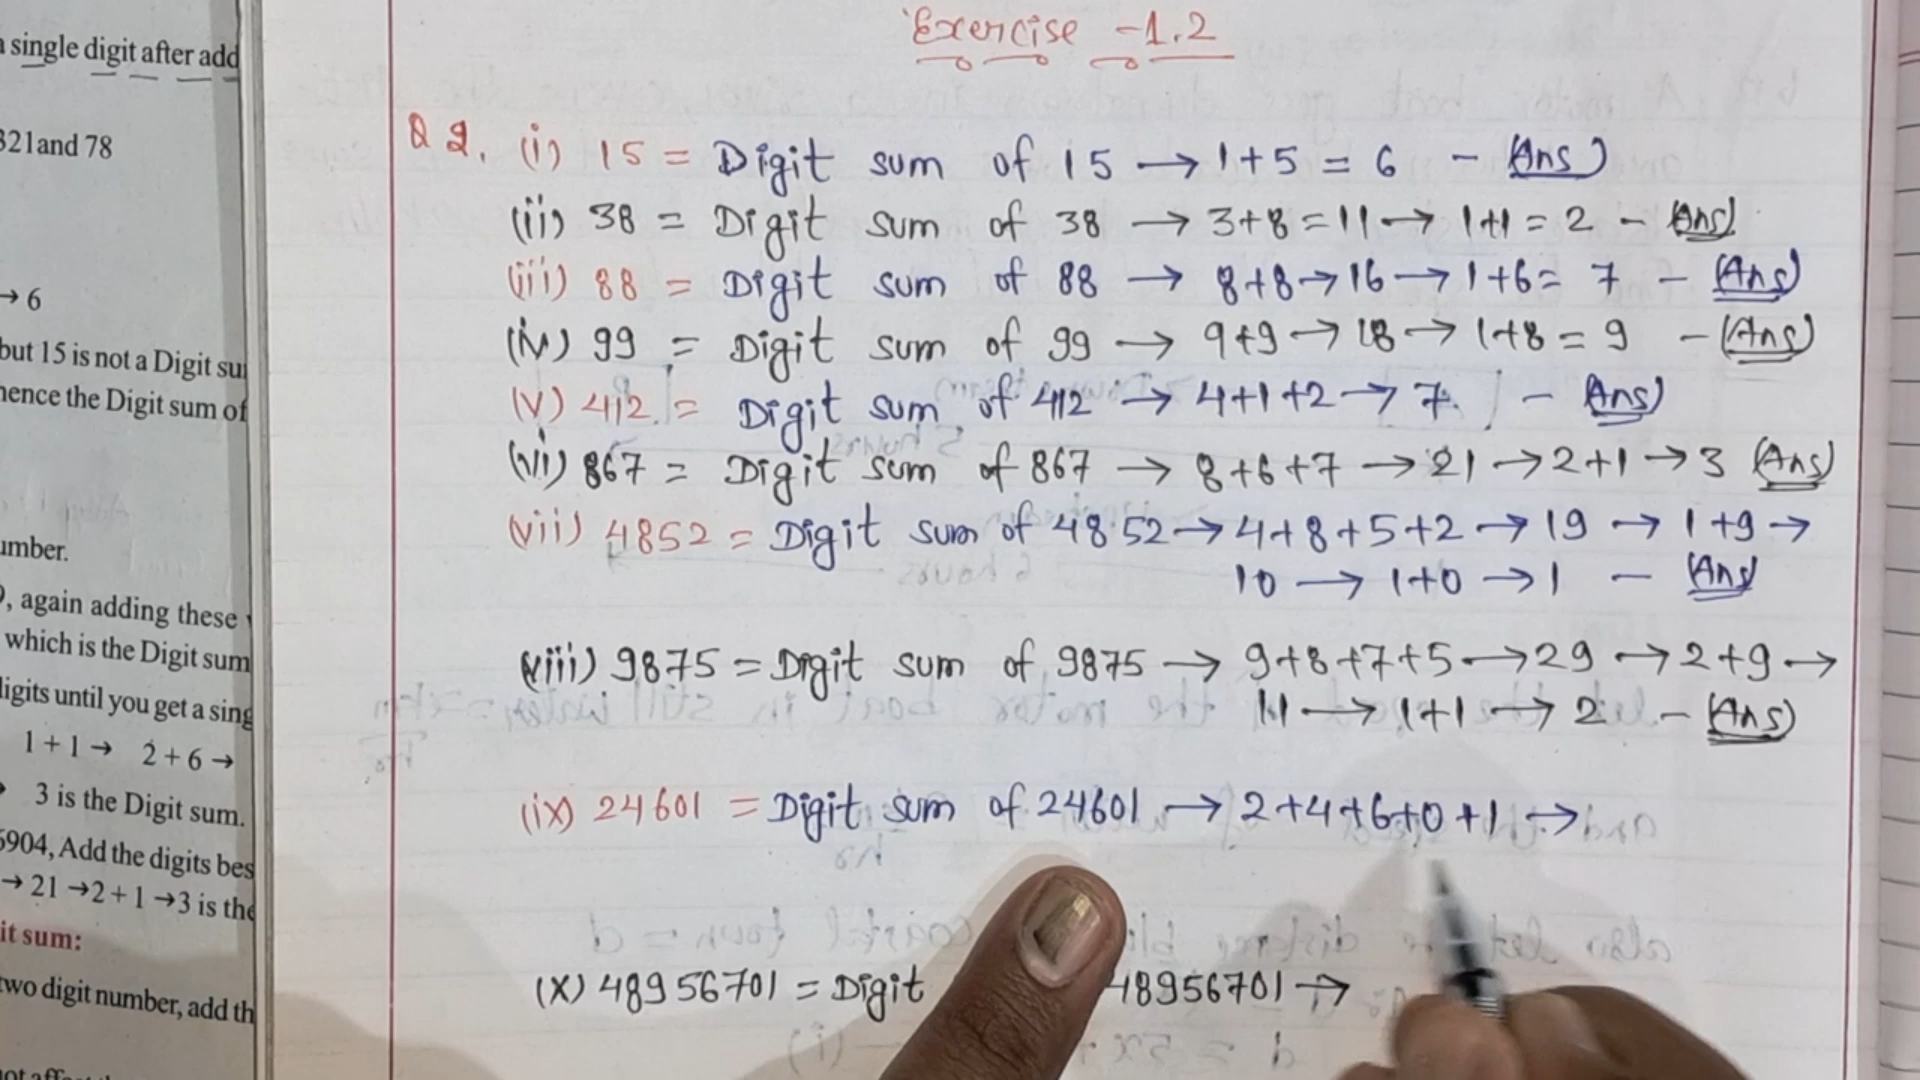 single digit after add
321and 78
→ 6
but 15 is not a Digit su
hence the Digit sum of
umber.
, again adding these
which is the Digit sum
digits until you get a sing
1 + 1 → 2 + 6 →
3 is the Digit sum.
5904, Add the digits bes
→ 21 →2 + 1 →3 is the
it sum:
two digit number, add th
Exercise -1.2
Q 2. (i) 15 = Digit sum of 15 → 1+5 = 6 - (Ans)
(ii) 38 = Digit sum of 38 → 3+8=11→ 1+1=2 - (Ans)
(iii) 88 = Digit sum of 88 → 8+8→16→1+6= 7 - (Ans)
(iv) 99 = Digit sum of 99 → 9+9→18→1+8=9 - (Ans)
(v) 412 = Digit sum of 412 → 4+1+2→7. - Ans)
(vi) 867 = Digit sum of 867 → 8+6+7 →21→2+1→3 (Ans)
(vii) 4852 = Digit sum of 4852→4+8+5+2→19 → 1+9→
10 → 1+0 →1 - (Ans)
(viii) 9875 = Digit sum of 9875 → 9+8+7+5→29→2+9→
11 → 1+1 → 2 - (Ans)
(ix) 24601 = Digit sum of 24601 → 2+4+6+0+1→
(x) 48956701 = Digit 48956701→